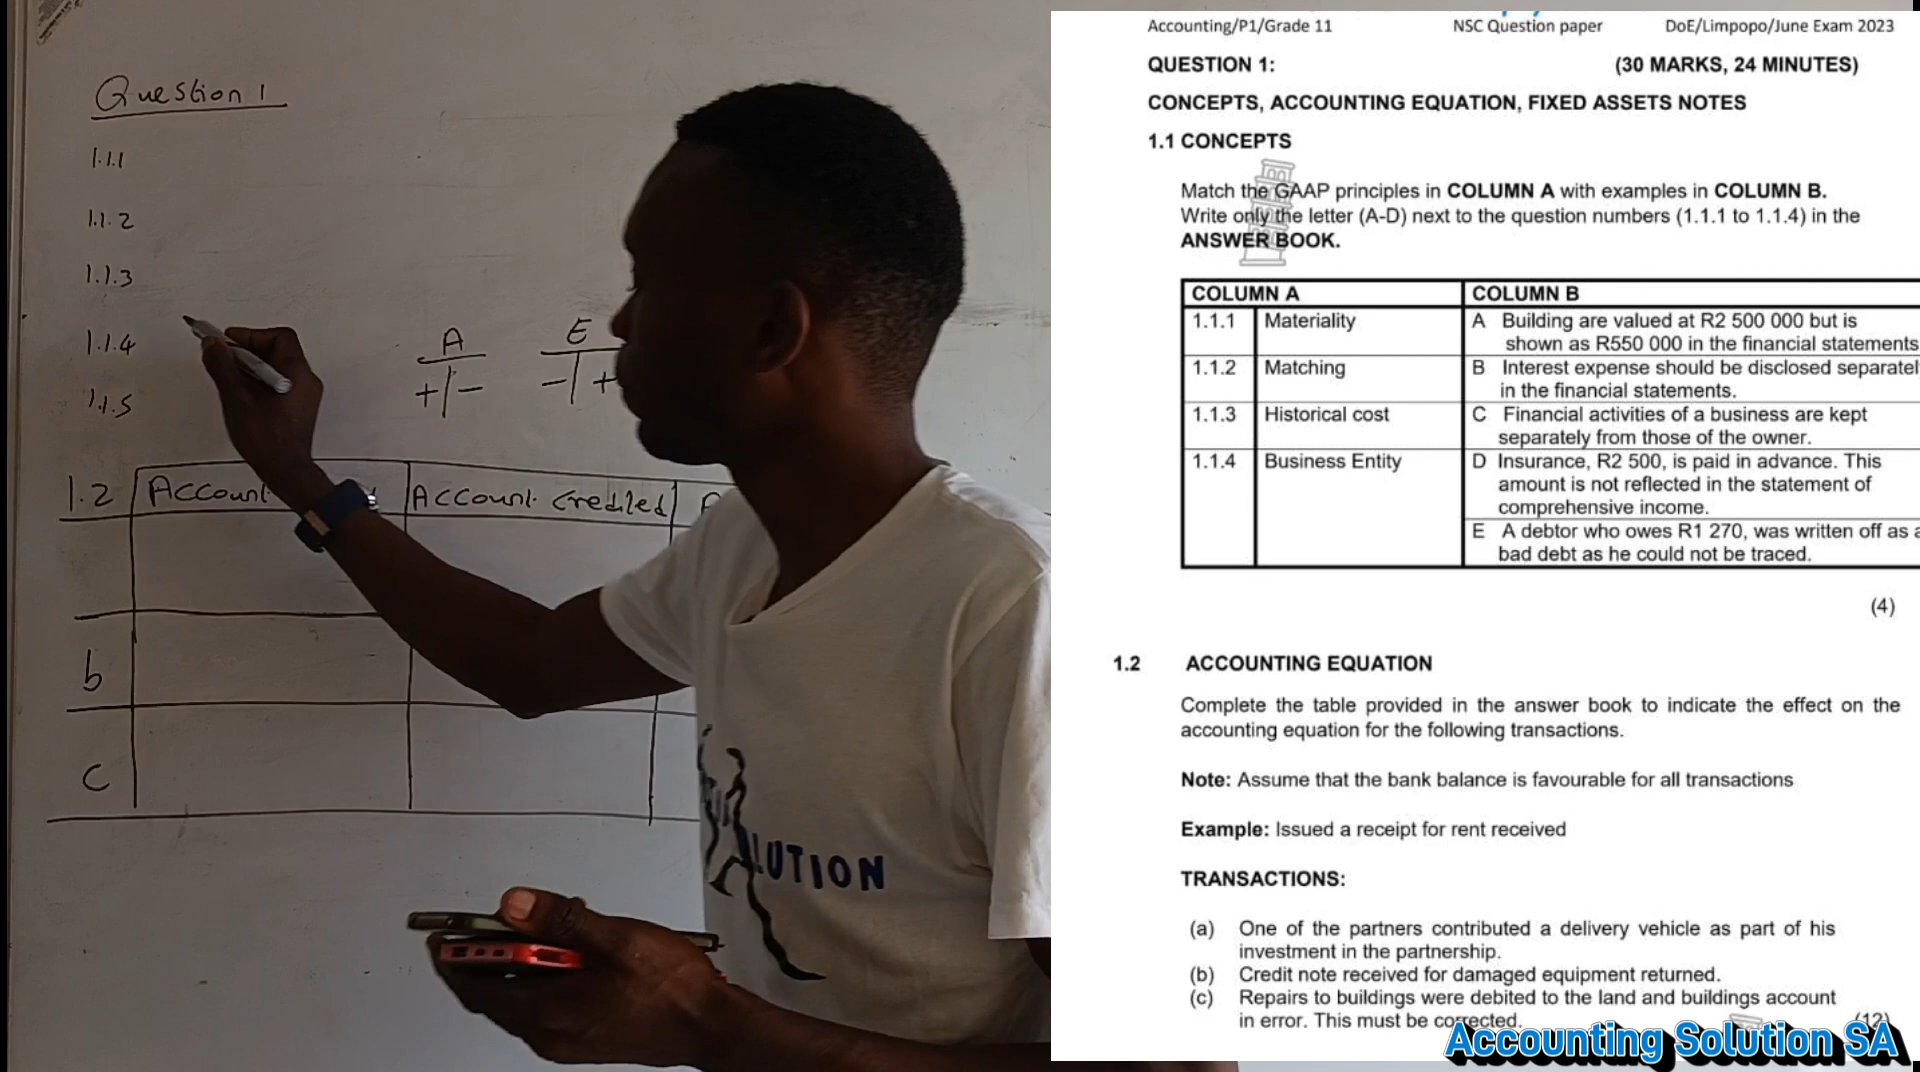 Question 1
1.1.1
1.1.2
1.1.3
1.1.4
1.1.5
A E
+ - - +
1.2 Account Account Credited
b
c
LUTION
Accounting/P1/Grade 11 NSC Question paper DoE/Limpopo/June Exam 2023
QUESTION 1: (30 MARKS, 24 MINUTES)
CONCEPTS, ACCOUNTING EQUATION, FIXED ASSETS NOTES
1.1 CONCEPTS
Match the GAAP principles in COLUMN A with examples in COLUMN B.
Write only the letter (A-D) next to the question numbers (1.1.1 to 1.1.4) in the
ANSWER BOOK.
COLUMN A COLUMN B
1.1.1 Materiality A Building are valued at R2 500 000 but is
shown as R550 000 in the financial statements
1.1.2 Matching B Interest expense should be disclosed
in the financial statements.
1.1.3 Historical cost C Financial activities of a business are kept
separately from those of the owner.
1.1.4 Business Entity D Insurance, R2 500, is paid in advance. This
amount is not reflected in the statement of
comprehensive income.
E A debtor who owes R1 270, was written off as a
bad debt as he could not be traced.
(4)
1.2 ACCOUNTING EQUATION
Complete the table provided in the answer book to indicate the effect on the
accounting equation for the following transactions.
Note: Assume that the bank balance is favourable for all transactions
Example: Issued a receipt for rent received
TRANSACTIONS:
(a) One of the partners contributed a delivery vehicle as part of his
investment in the partnership.
(b) Credit note received for damaged equipment returned.
(c) Repairs to buildings were debited to the land and buildings account
in error. This must be corrected. (12)
Accounting Solution SA